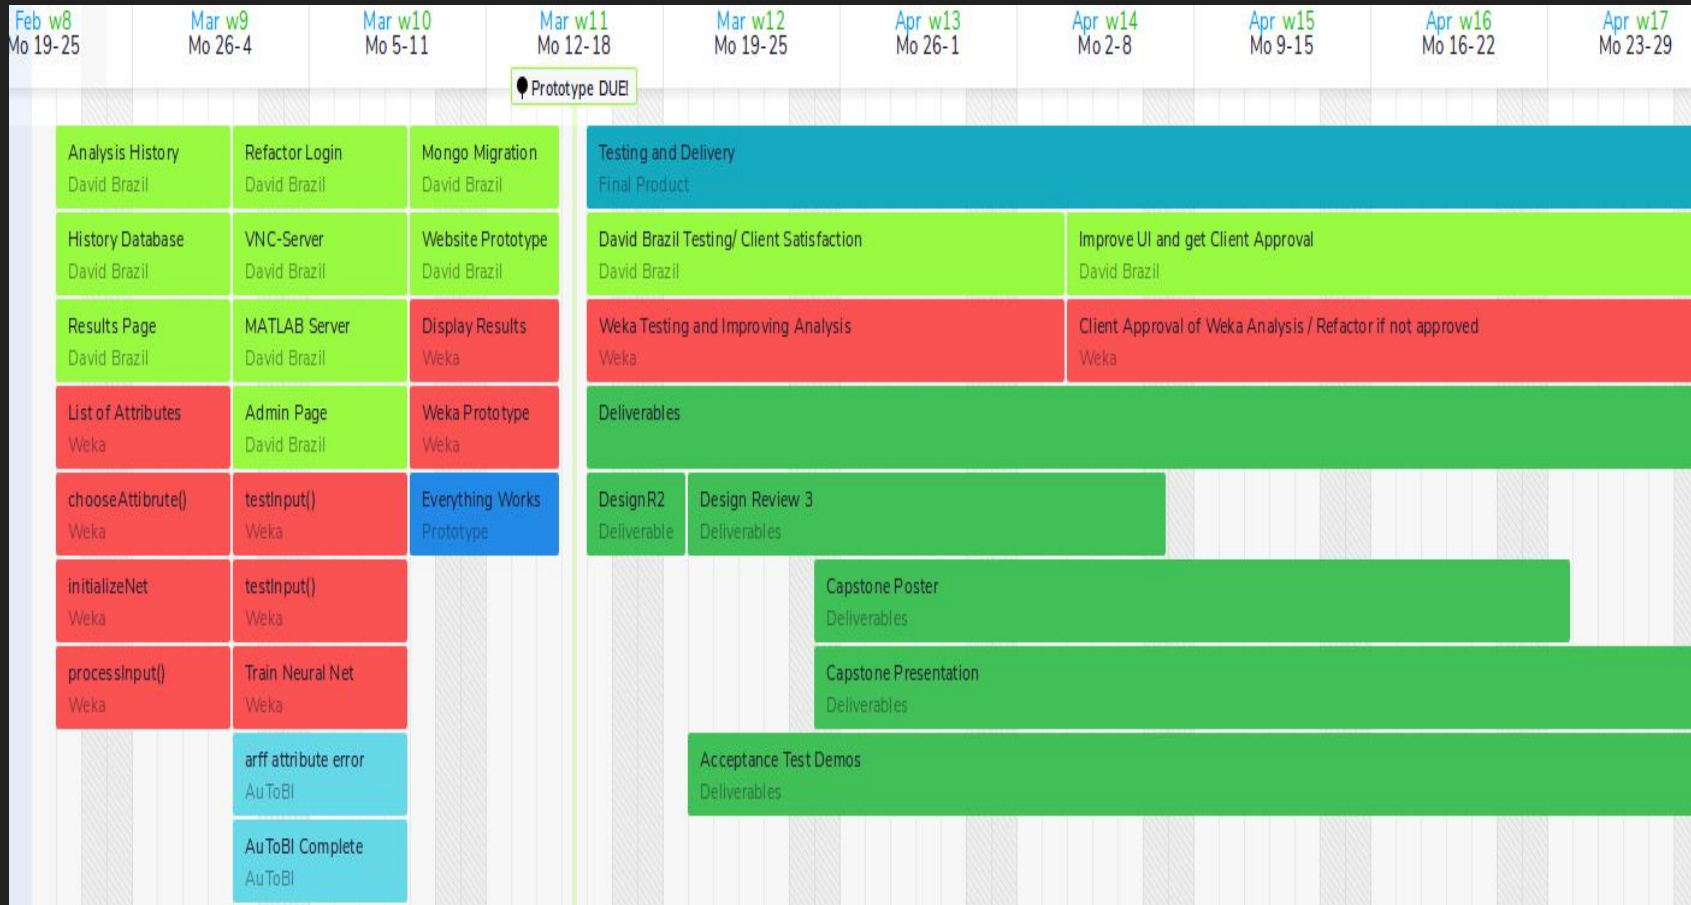 Feb w8
Mo 19-25
Mar w9
Mo 26-4
Mar w10
Mo 5-11
Mar w11
Mo 12-18
Mar w12
Mo 19-25
Apr w13
Mo 26-1
Apr w14
Mo 2-8
Apr w15
Mo 9-15
Apr w16
Mo 16-22
Apr w17
Mo 23-29
Prototype DUE!
Analysis History
David Brazil
Refactor Login
David Brazil
Mongo Migration
David Brazil
Testing and Delivery
Final Product
History Database
David Brazil
VNC-Server
David Brazil
Website Prototype
David Brazil
David Brazil Testing/ Client Satisfaction
David Brazil
Improve UI and get Client Approval
David Brazil
Results Page
David Brazil
MATLAB Server
David Brazil
Display Results
Weka
Weka Testing and Improving Analysis
Weka
Client Approval of Weka Analysis / Refactor if not approved
Weka
List of Attributes
Weka
Admin Page
David Brazil
Weka Prototype
Weka
Deliverables
chooseAttibrute()
Weka
testInput()
Weka
Everything Works
Prototype
DesignR2
Deliverable
Design Review 3
Deliverables
initializeNet
Weka
testInput()
Weka
Capstone Poster
Deliverables
processInput()
Weka
Train Neural Net
Weka
Capstone Presentation
Deliverables
arff attribute error
AuToBI
Acceptance Test Demos
Deliverables
AuToBI Complete
AuToBI